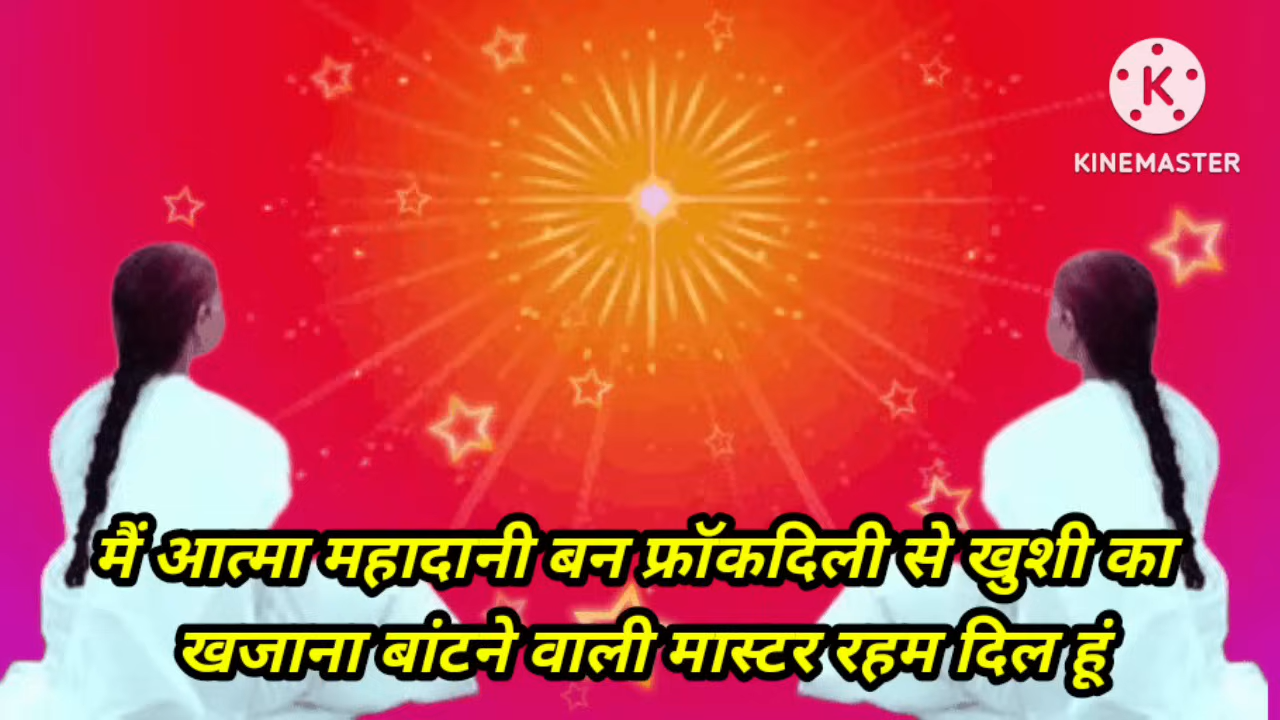 KINEMASTER
मैं आत्मा महादानी बन फ्रॉकदिली से खुशी का
खजाना बांटने वाली मास्टर रहम दिल हूं